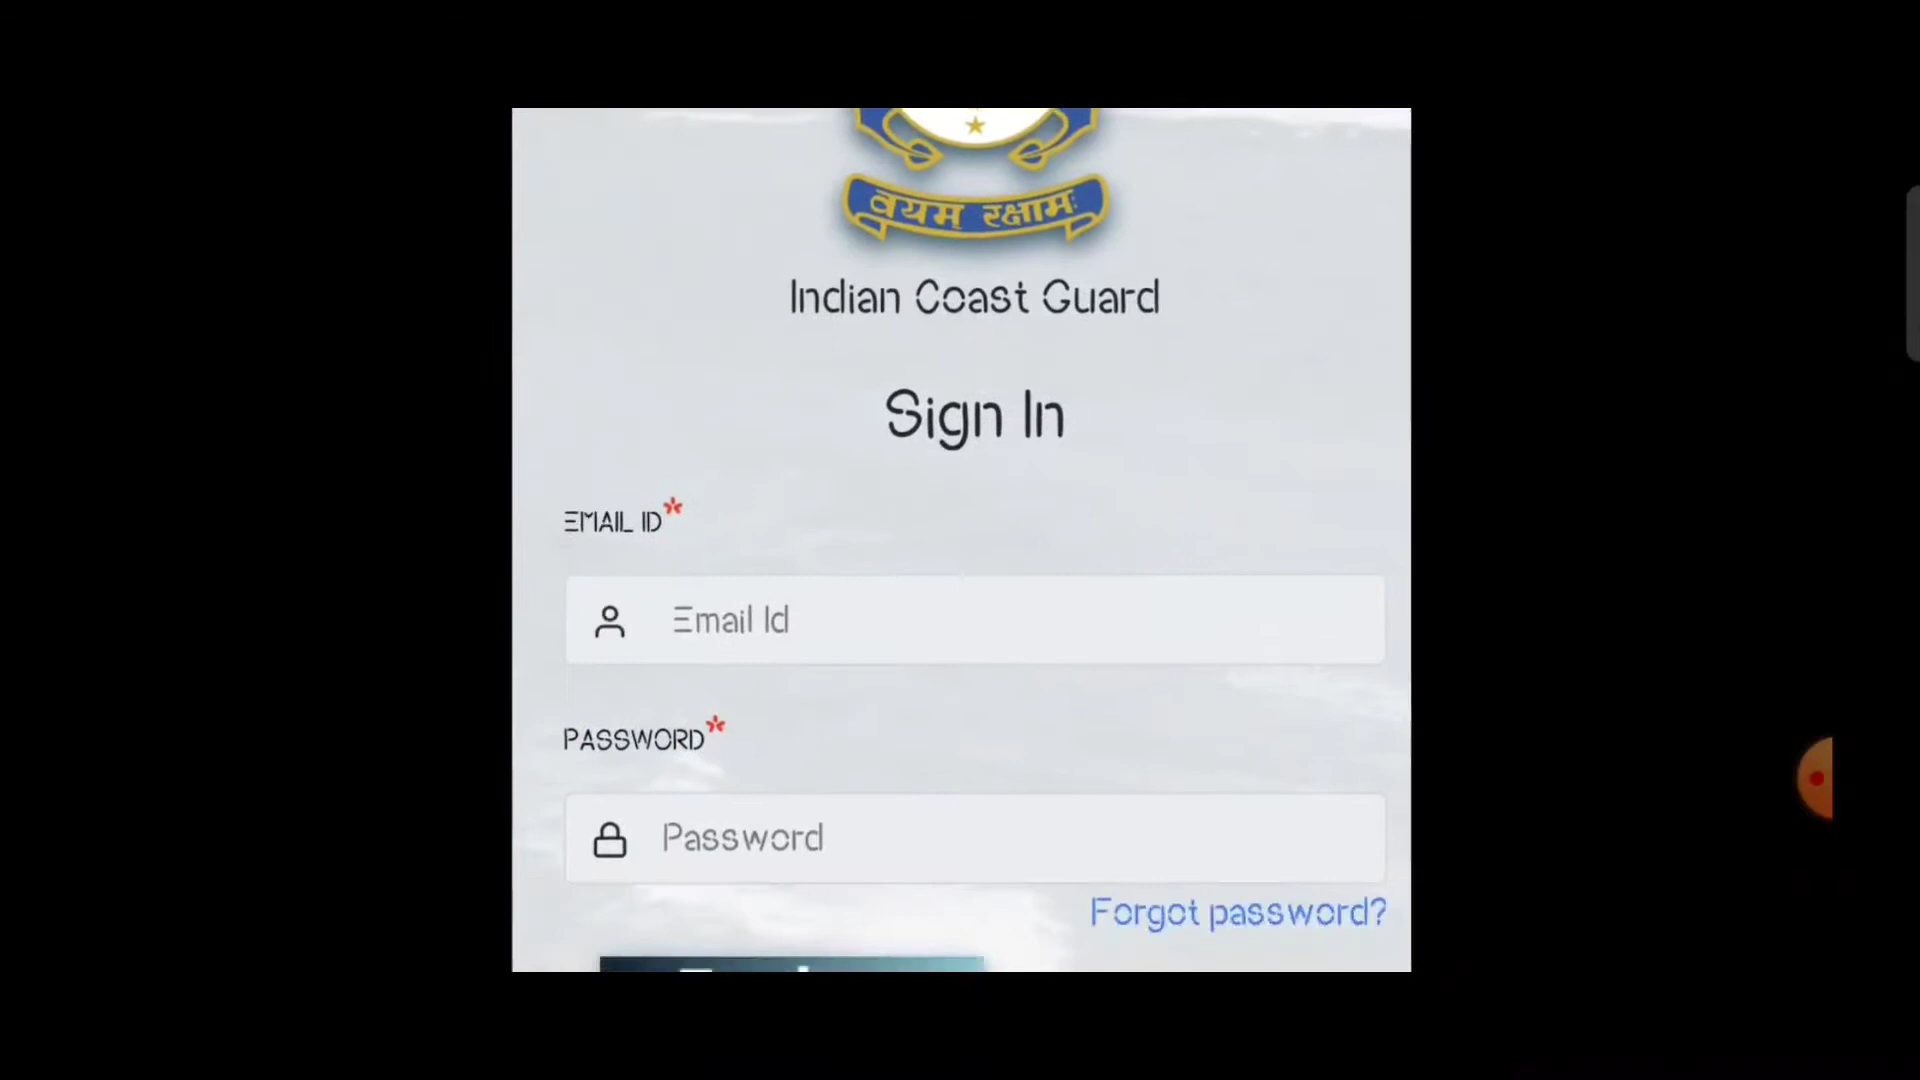 वयम् रक्षामः
Indian Coast Guard
Sign In
EMAIL ID*
Email Id
PASSWORD*
Password
Forgot password?